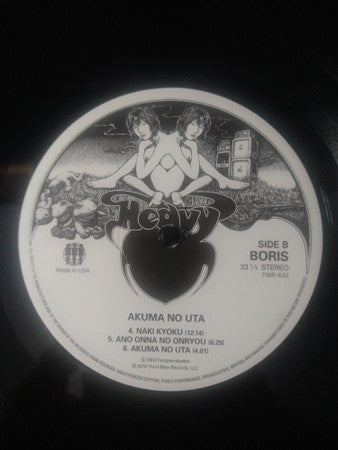 Heavy
SIDE B
BORIS
33 ⅓ STEREO
TMR-632
Made in USA
AKUMA NO UTA
4. NAKI KYOKU (12.14)
5. ANO ONNA NO ONRYOU (6.29)
6. AKUMA NO UTA (4.61)
© 2003 Fangsanalsatan
℗ 2019 Third Man Records, LLC